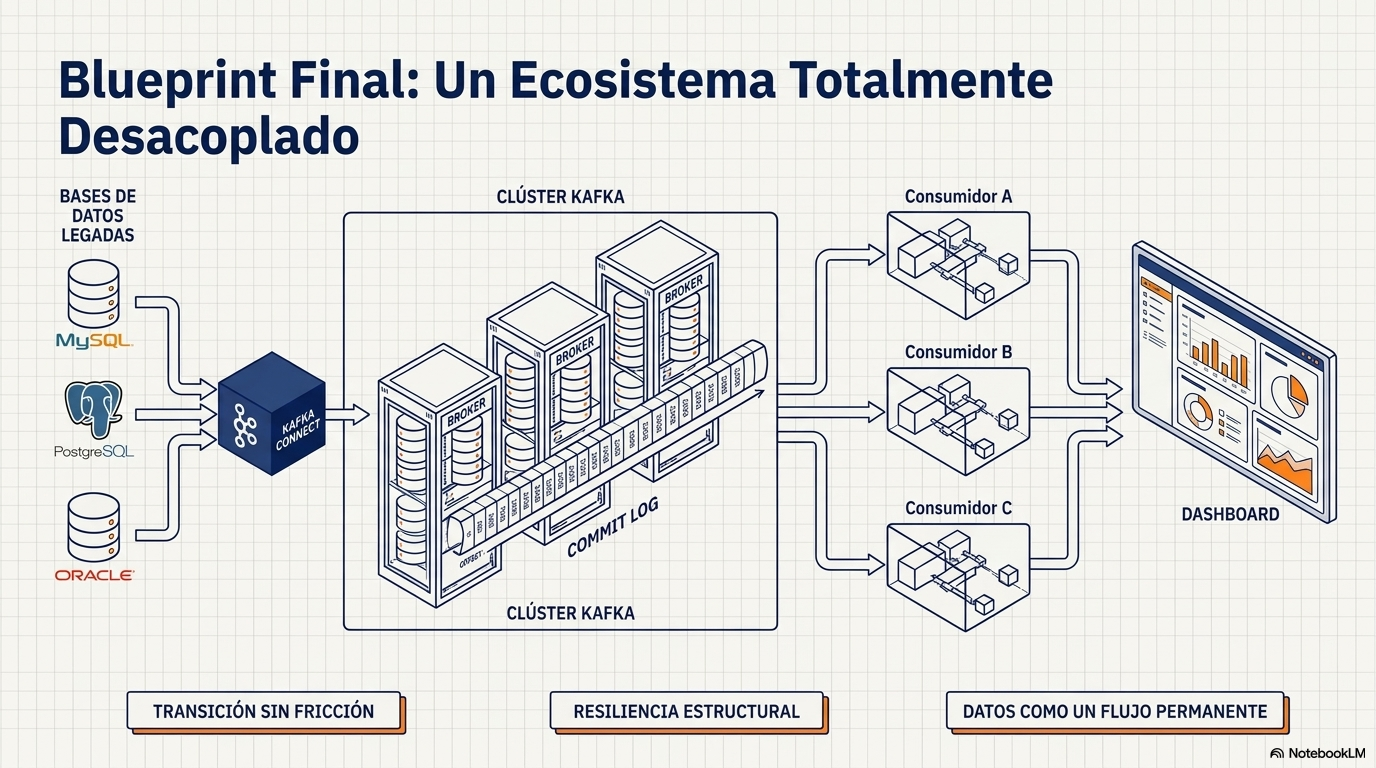 Blueprint Final: Un Ecosistema Totalmente
Desacoplado
BASES DE
DATOS
LEGADAS
MySQL
PostgreSQL
ORACLE
KAFKA
CONNECT
CLÚSTER KAFKA
BROKER
BROKER
BROKER
COMMIT LOG
CLÚSTER KAFKA
Consumidor A
Consumidor B
Consumidor C
DASHBOARD
TRANSICIÓN SIN FRICCIÓN
RESILIENCIA ESTRUCTURAL
DATOS COMO UN FLUJO PERMANENTE
NotebookLM